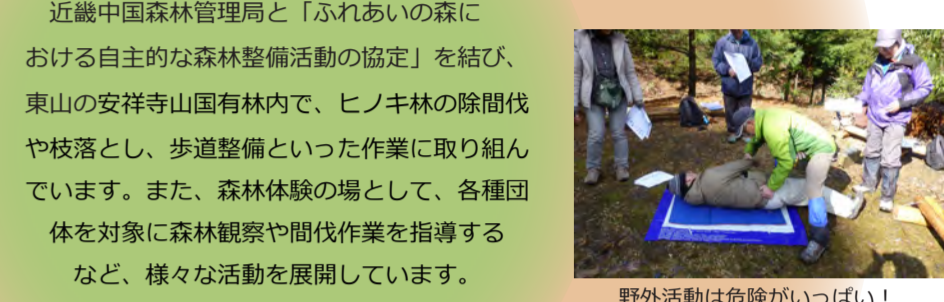 近畿中国森林管理局と「ふれあいの森に
おける自主的な森林整備活動の協定」を結び、
東山の安祥寺山国有林内で、ヒノキ林の除間伐
や枝落とし、歩道整備といった作業に取り組ん
でいます。また、森林体験の場として、各種団
体を対象に森林観察や間伐作業を指導する
など、様々な活動を展開しています。
野外活動は危険がいっぱい！